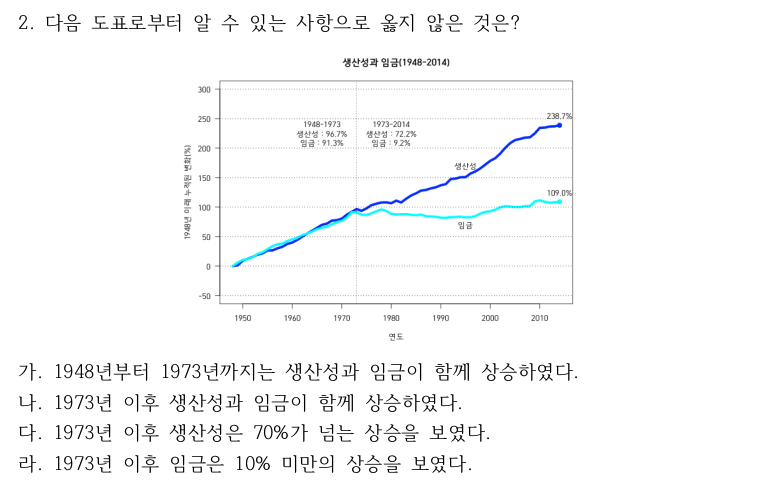 2. 다음 도표로부터 알 수 있는 사항으로 옳지 않은 것은?
생산성과 임금(1948-2014)
1948년 이래 누적된 변화(%)
300
250
200
150
100
50
0
-50
1948-1973
생산성 : 96.7%
임금 : 91.3%
1973-2014
생산성 : 72.2%
임금 : 9.2%
238.7%
생산성
109.0%
임금
1950 1960 1970 1980 1990 2000 2010
연도
가. 1948년부터 1973년까지는 생산성과 임금이 함께 상승하였다.
나. 1973년 이후 생산성과 임금이 함께 상승하였다.
다. 1973년 이후 생산성은 70%가 넘는 상승을 보였다.
라. 1973년 이후 임금은 10% 미만의 상승을 보였다.